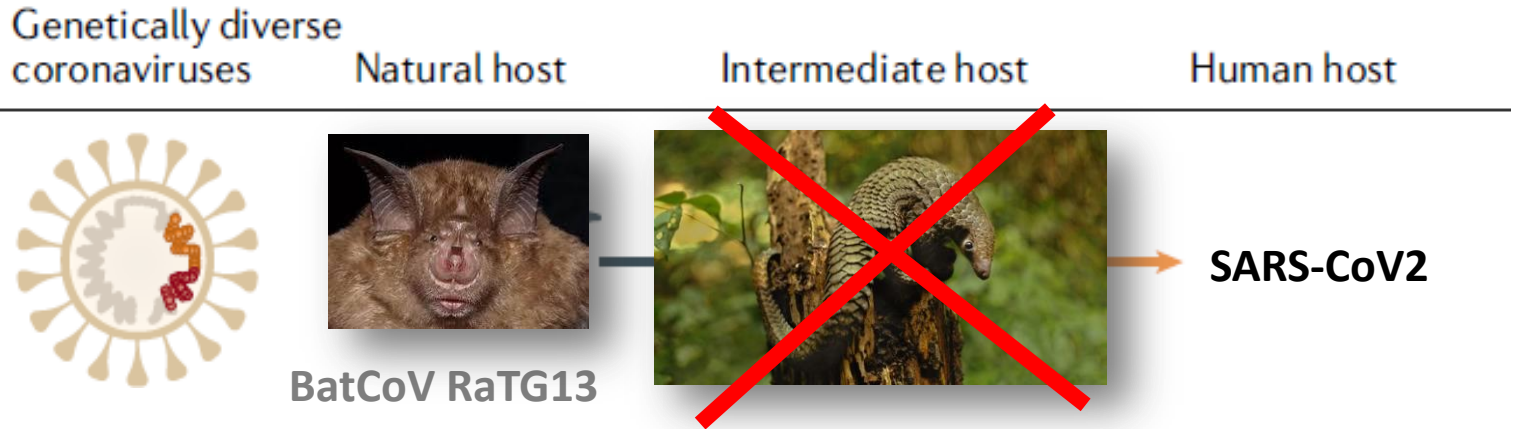 Genetically diverse
coronaviruses
Natural host
Intermediate host
Human host
SARS-CoV2
BatCoV RaTG13